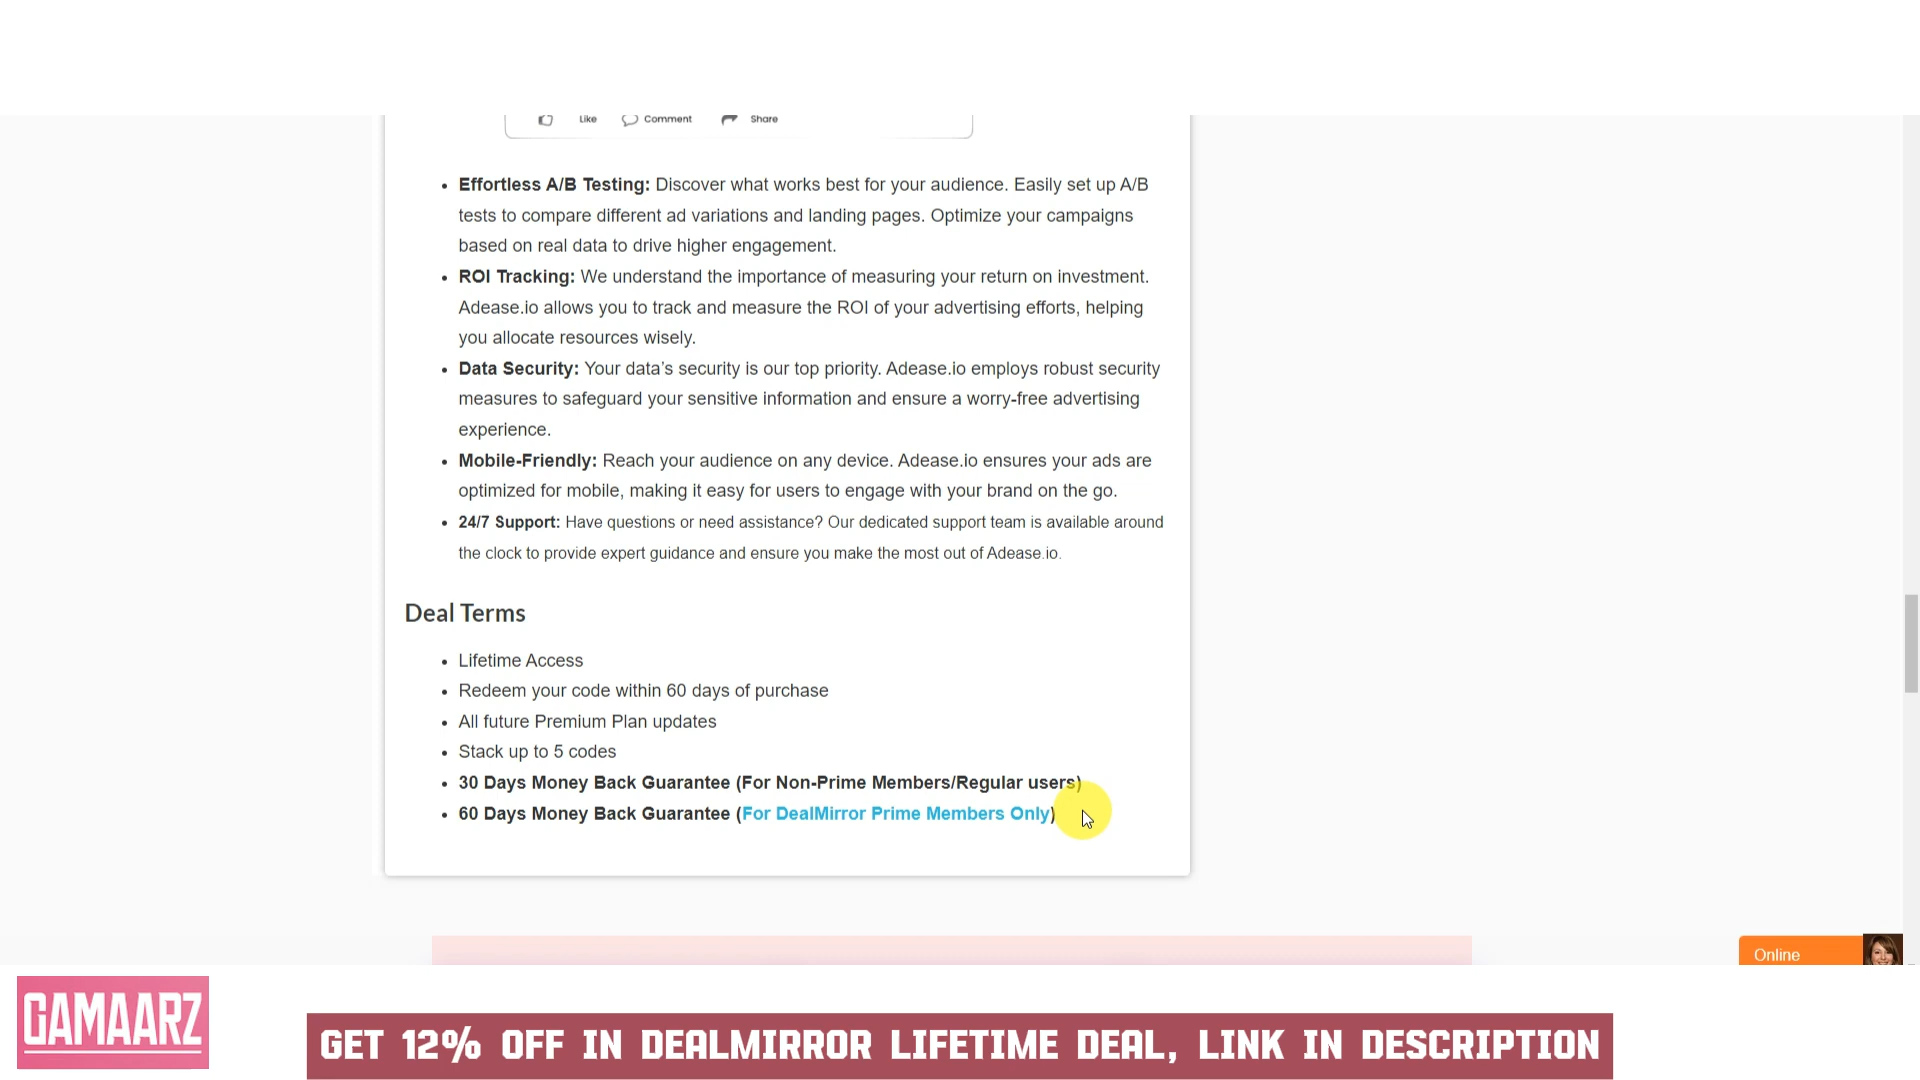 Like Comment Share
Effortless A/B Testing: Discover what works best for your audience. Easily set up A/B
tests to compare different ad variations and landing pages. Optimize your campaigns
based on real data to drive higher engagement.
ROI Tracking: We understand the importance of measuring your return on investment.
Adease.io allows you to track and measure the ROI of your advertising efforts, helping
you allocate resources wisely.
Data Security: Your data’s security is our top priority. Adease.io employs robust security
measures to safeguard your sensitive information and ensure a worry-free advertising
experience.
Mobile-Friendly: Reach your audience on any device. Adease.io ensures your ads are
optimized for mobile, making it easy for users to engage with your brand on the go.
24/7 Support: Have questions or need assistance? Our dedicated support team is available around
the clock to provide expert guidance and ensure you make the most out of Adease.io.
Deal Terms
Lifetime Access
Redeem your code within 60 days of purchase
All future Premium Plan updates
Stack up to 5 codes
30 Days Money Back Guarantee (For Non-Prime Members/Regular users)
60 Days Money Back Guarantee (For DealMirror Prime Members Only)
Online
GAMAARZ
GET 12% OFF IN DEALMIRROR LIFETIME DEAL, LINK IN DESCRIPTION